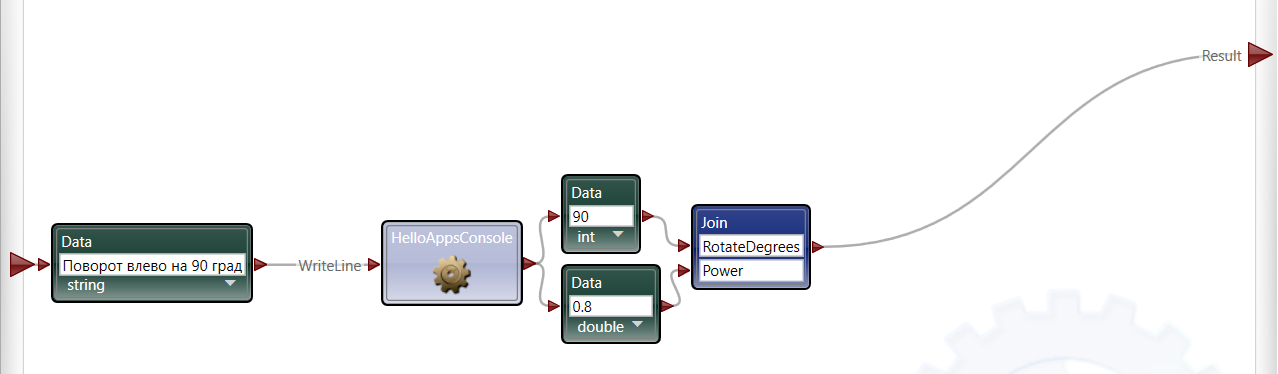 Result
Data
Поворот влево на 90 град
string
WriteLine
HelloAppsConsole
Data
90
int
Data
0.8
double
Join
RotateDegrees
Power